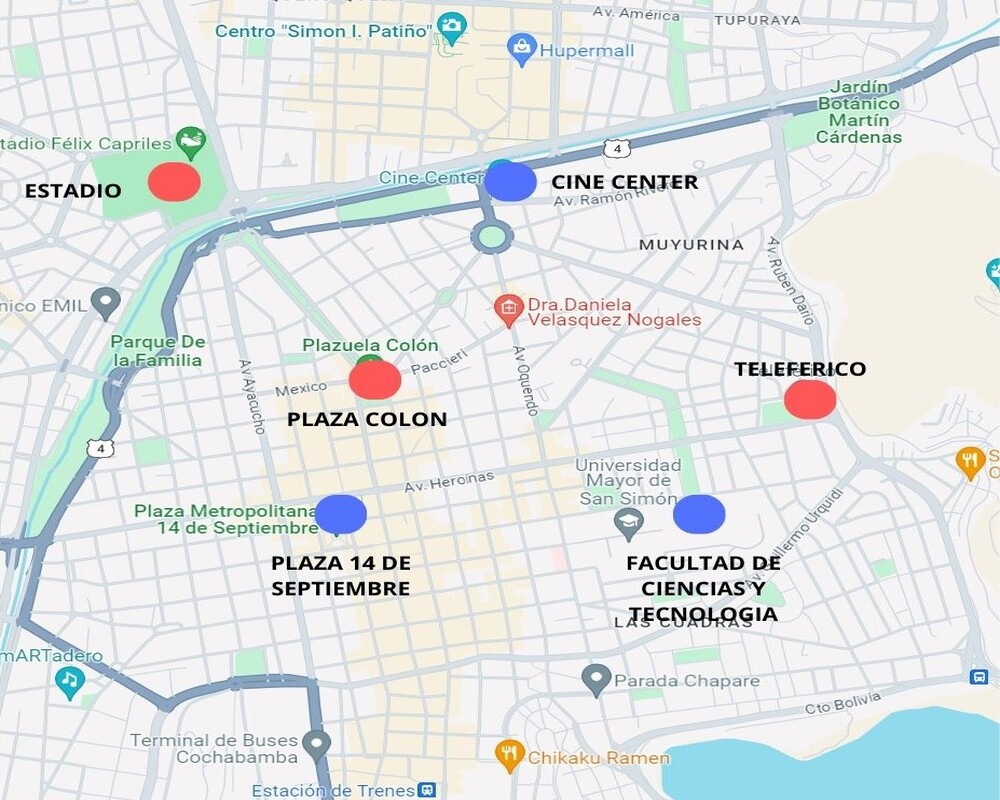 Av. América
TUPURAYA
Centro "Simon I. Patiño"
Hupermall
Jardín
Botánico
Martín
Cárdenas
tadio Félix Capriles
4
Cine Center
CINE CENTER
ESTADIO
Av. Ramón Rivero
MUYURINA
Av. Ruben Dario
nico EMIL
Dra.Daniela
Velasquez Nogales
Parque De
la Familia
Plazuela Colón
Paccieri
Mexico
Av Ayacucho
Av Oquendo
TELEFERICO
PLAZA COLON
4
S
O
Universidad
Mayor de
San Simón
Av. Heroínas
Plaza Metropolitana
14 de Septiembre
Av. Guillermo Urquidi
PLAZA 14 DE
SEPTIEMBRE
FACULTAD DE
CIENCIAS Y
TECNOLOGIA
LAS CUADRAS
mARTadero
Parada Chapare
Cto Bolivia
Terminal de Buses
Cochabamba
Chikaku Ramen
Estación de Trenes